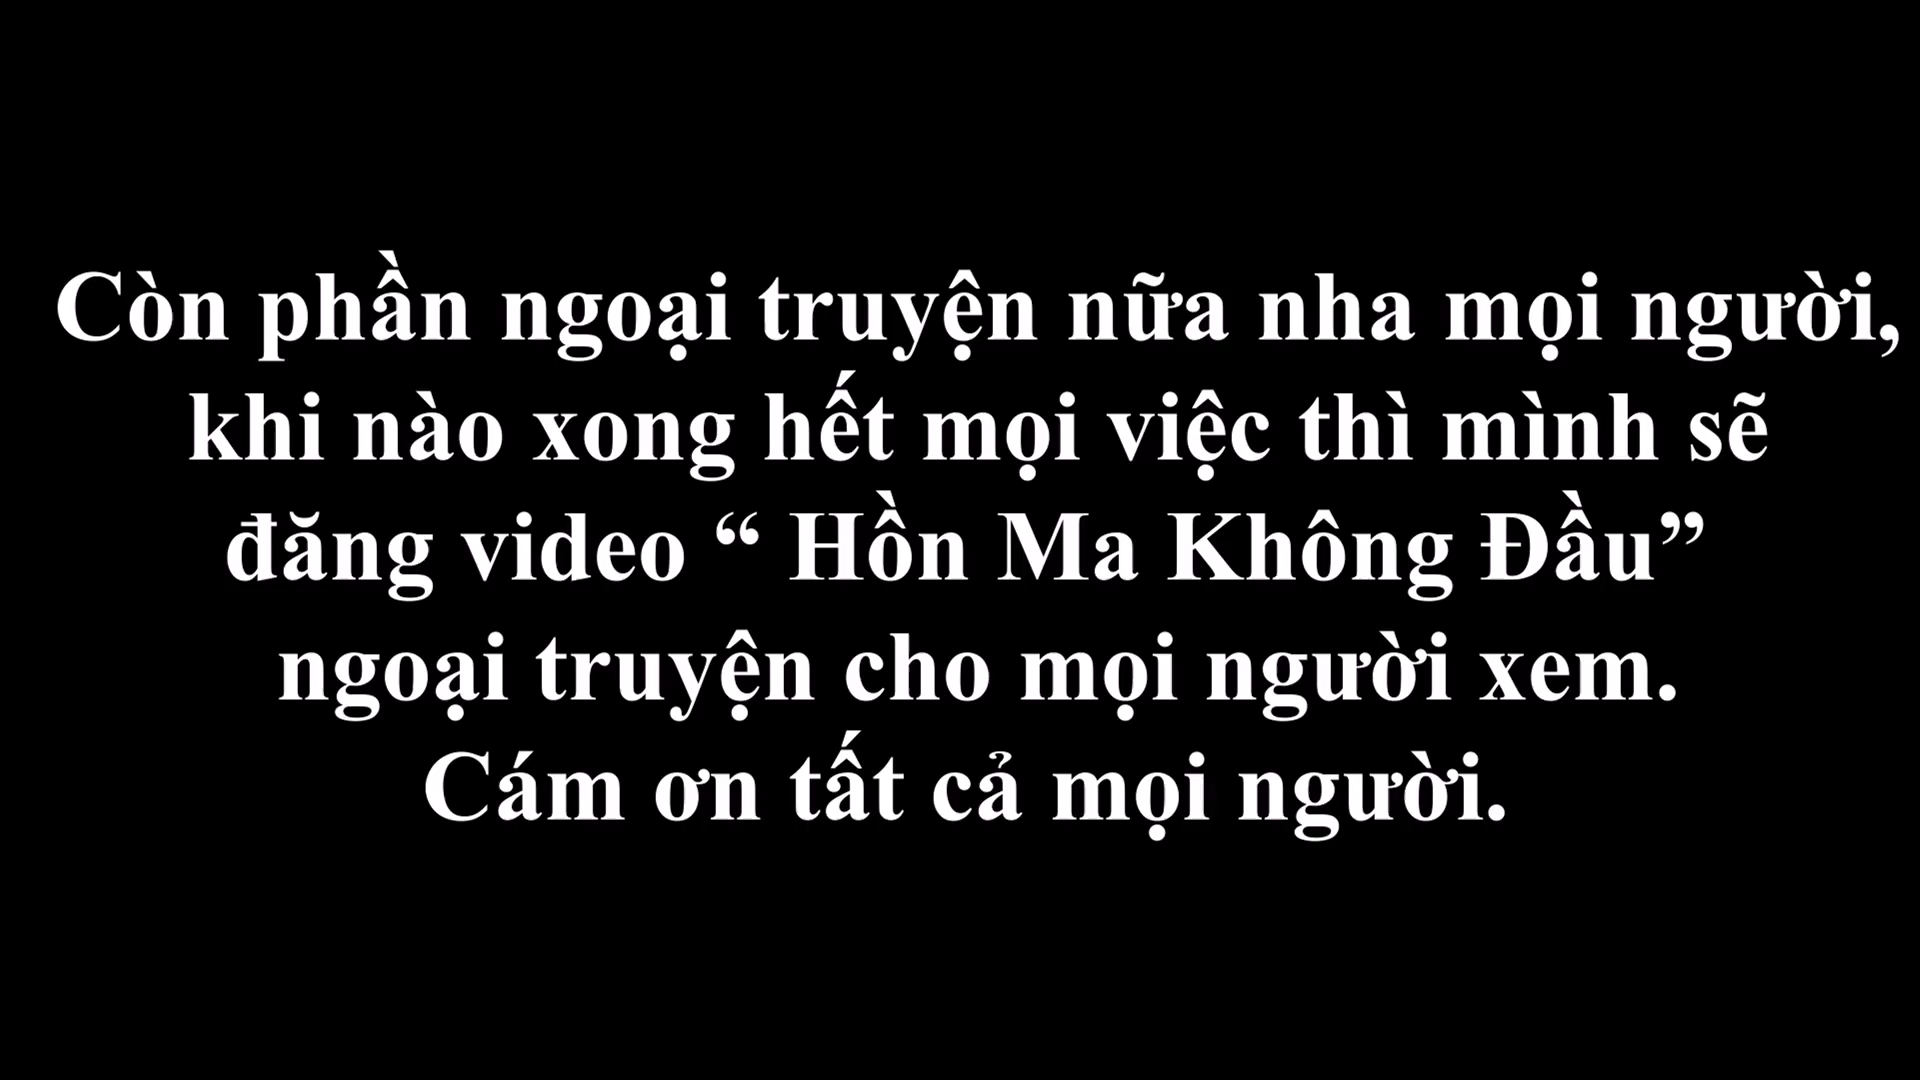 Còn phần ngoại truyện nữa nha mọi người,
khi nào xong hết mọi việc thì mình sẽ
đăng video “ Hồn Ma Không Đầu”
ngoại truyện cho mọi người xem.
Cám ơn tất cả mọi người.